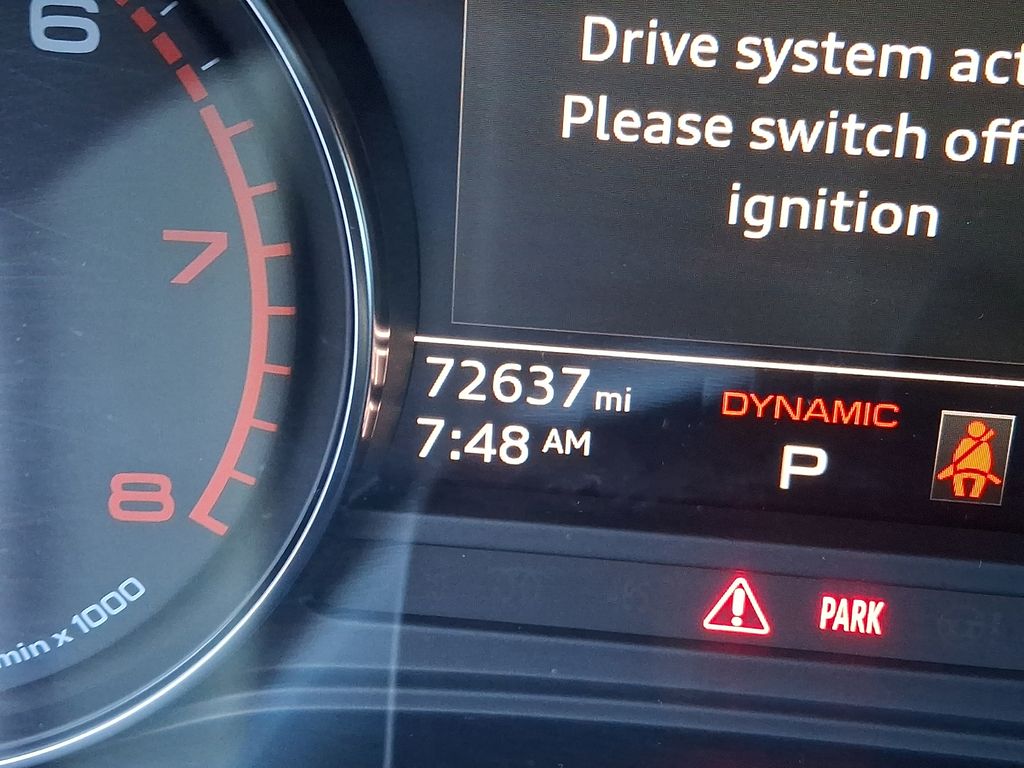 6
7
8
min x 1000
Drive system act
Please switch off
ignition
72637 mi
7:48 AM
DYNAMIC
P
PARK